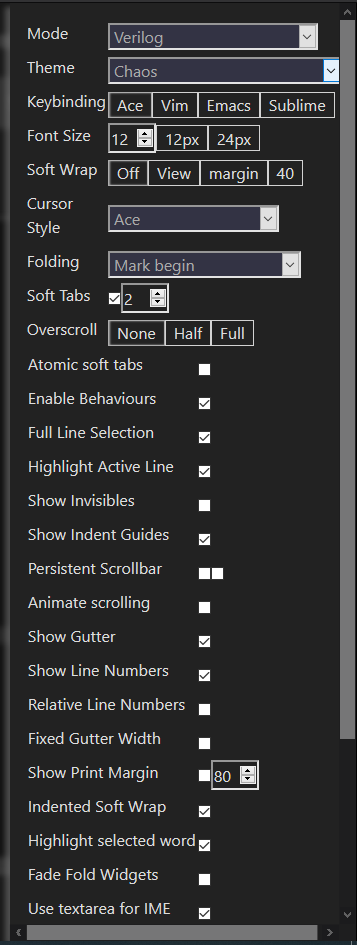 Mode Verilog
Theme Chaos
Keybinding Ace Vim Emacs Sublime
Font Size 12 12px 24px
Soft Wrap Off View margin 40
Cursor
Style Ace
Folding Mark begin
Soft Tabs 2
Overscroll None Half Full
Atomic soft tabs
Enable Behaviours
Full Line Selection
Highlight Active Line
Show Invisibles
Show Indent Guides
Persistent Scrollbar
Animate scrolling
Show Gutter
Show Line Numbers
Relative Line Numbers
Fixed Gutter Width
Show Print Margin 80
Indented Soft Wrap
Highlight selected word
Fade Fold Widgets
Use textarea for IME